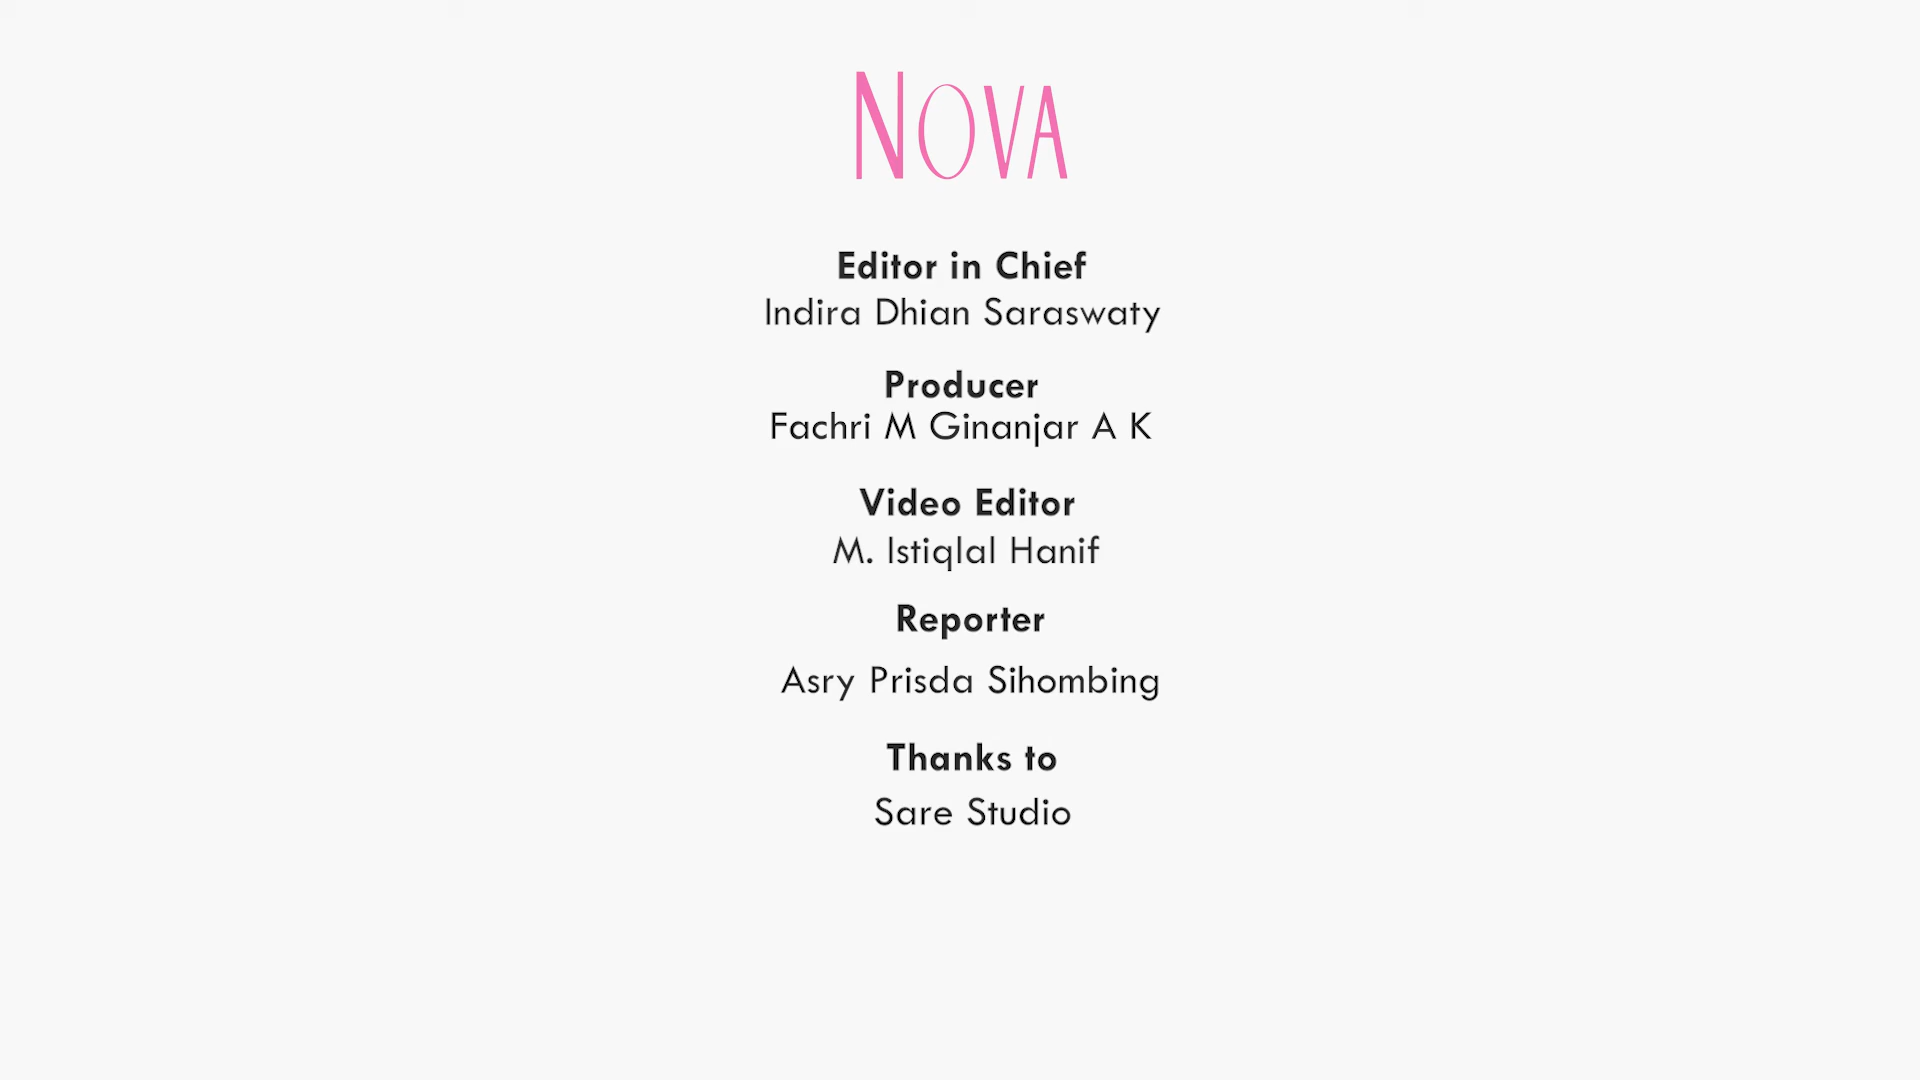 NOVA
Editor in Chief
Indira Dhian Saraswaty
Producer
Fachri M Ginanjar A K
Video Editor
M. Istiqlal Hanif
Reporter
Asry Prisda Sihombing
Thanks to
Sare Studio